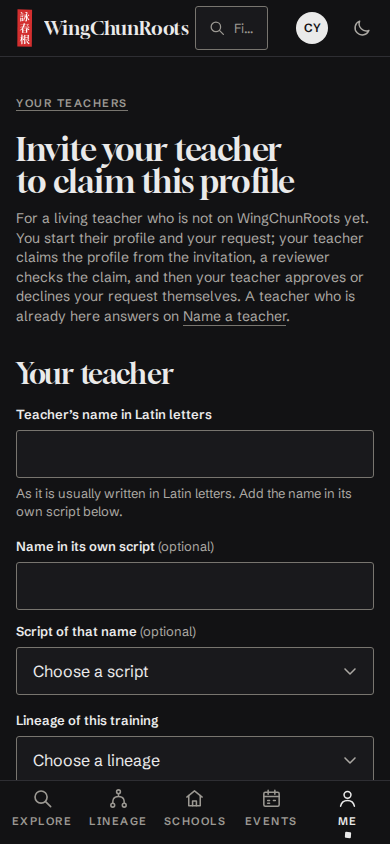 詠春根
WingChunRoots
Fi...
CY
YOUR TEACHERS
Invite your teacher
to claim this profile
For a living teacher who is not on WingChunRoots yet.
You start their profile and your request; your teacher
claims the profile from the invitation, a reviewer
checks the claim, and then your teacher approves or
declines your request themselves. A teacher who is
already here answers on Name a teacher.
Your teacher
Teacher’s name in Latin letters
As it is usually written in Latin letters. Add the name in its
own script below.
Name in its own script (optional)
Script of that name (optional)
Choose a script
Lineage of this training
Choose a lineage
EXPLORE
LINEAGE
SCHOOLS
EVENTS
ME